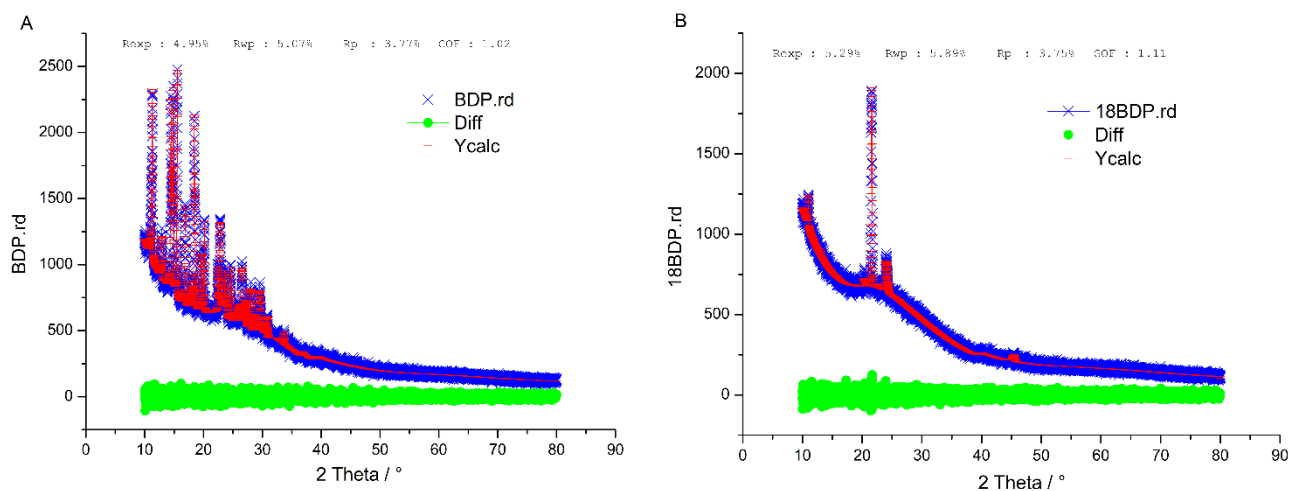 A
Rexp : 4.95% Rwp : 5.07% Rp : 3.77% GOF : 1.02
BDP.rd
Diff
Ycalc
2500
2000
1500
1000
500
0
BDP.rd
0 10 20 30 40 50 60 70 80 90
2 Theta / °
B
Rexp : 5.29% Rwp : 5.89% Rp : 3.75% GOF : 1.11
18BDP.rd
Diff
Ycalc
2000
1500
1000
500
0
18BDP.rd
0 10 20 30 40 50 60 70 80 90
2 Theta / °